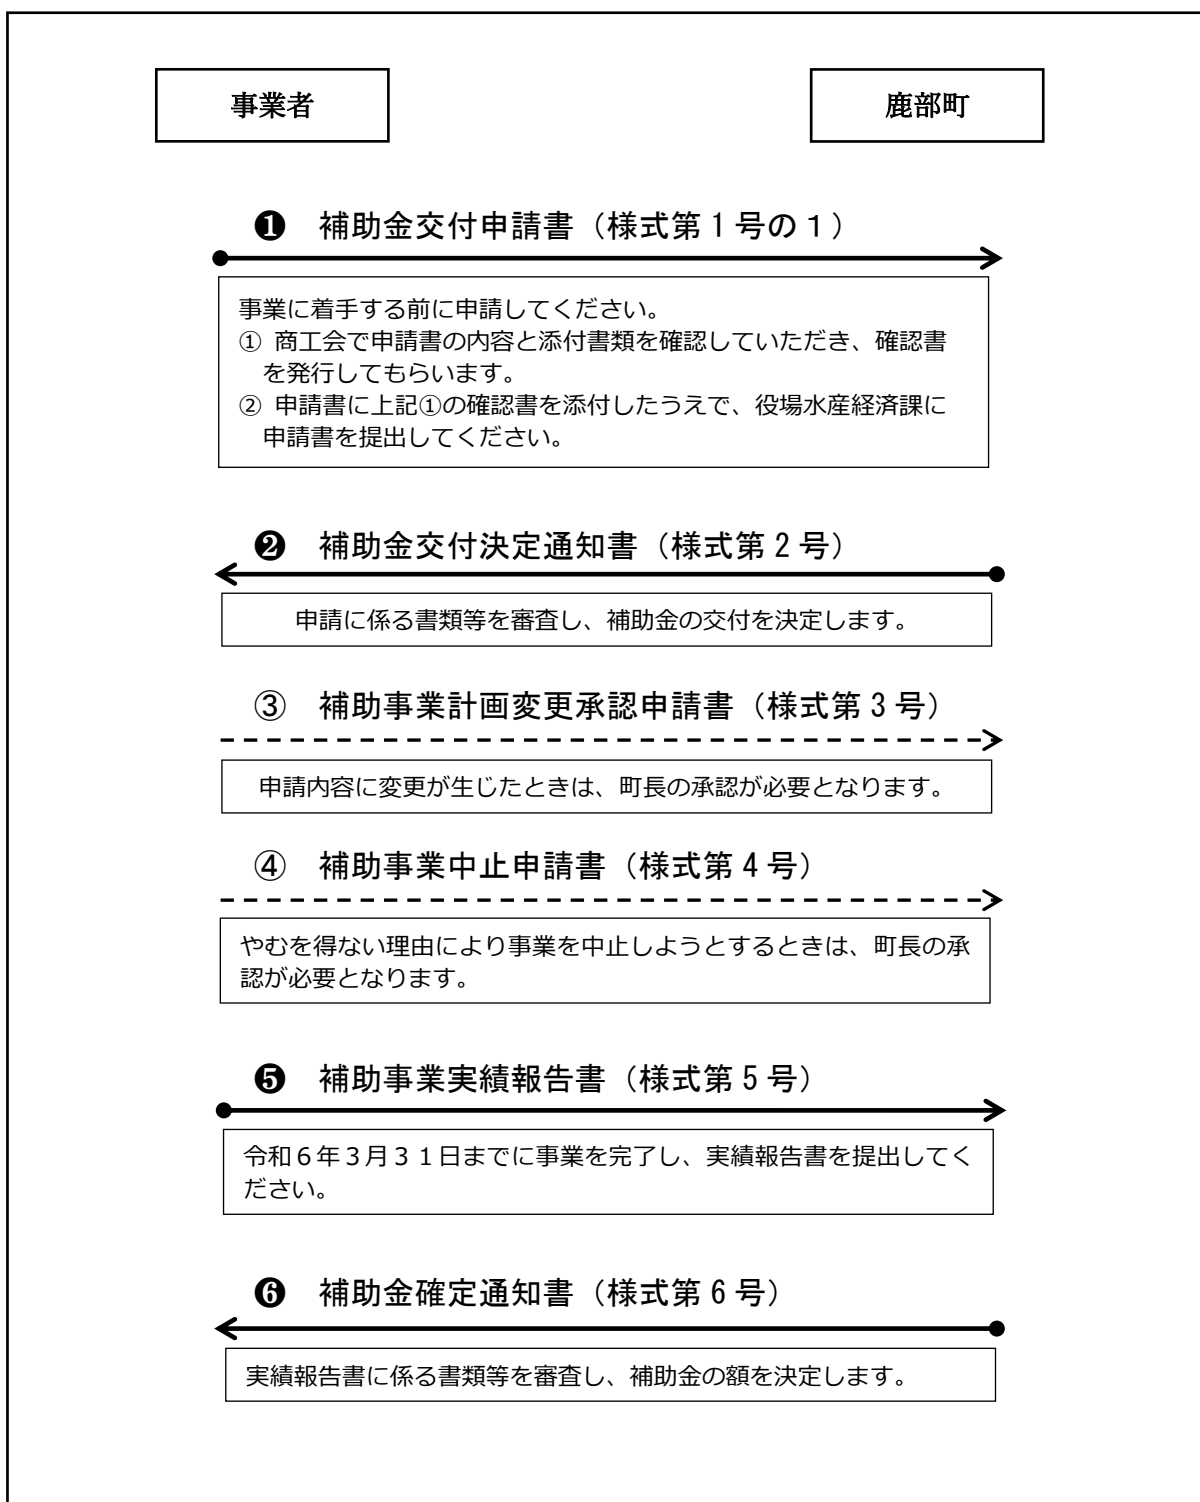 事業者
鹿部町
❶ 補助金交付申請書（様式第１号の１）
事業に着手する前に申請してください。
① 商工会で申請書の内容と添付書類を確認していただき、確認書
を発行してもらいます。
② 申請書に上記①の確認書を添付したうえで、役場水産経済課に
申請書を提出してください。
❷ 補助金交付決定通知書（様式第２号）
申請に係る書類等を審査し、補助金の交付を決定します。
③ 補助事業計画変更承認申請書（様式第３号）
申請内容に変更が生じたときは、町長の承認が必要となります。
④ 補助事業中止申請書（様式第４号）
やむを得ない理由により事業を中止しようとするときは、町長の承
認が必要となります。
❺ 補助事業実績報告書（様式第５号）
令和６年３月３１日までに事業を完了し、実績報告書を提出してく
ださい。
❻ 補助金確定通知書（様式第６号）
実績報告書に係る書類等を審査し、補助金の額を決定します。